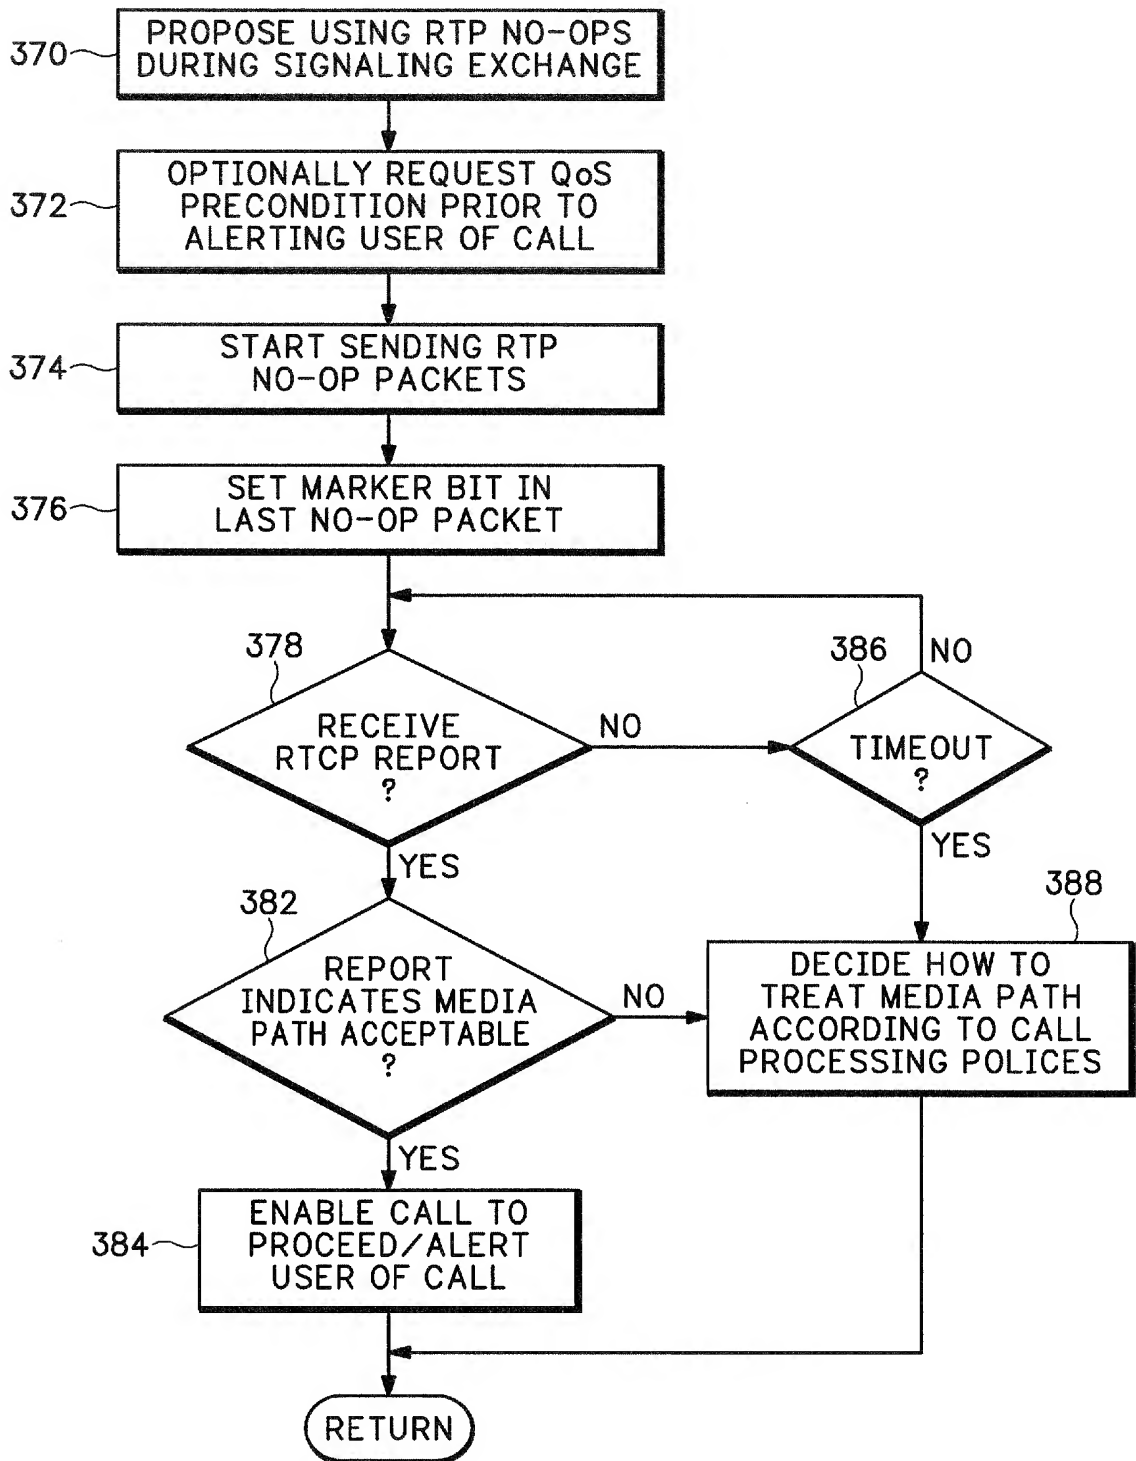 370
PROPOSE USING RTP NO-OPS
DURING SIGNALING EXCHANGE
372
OPTIONALLY REQUEST QoS
PRECONDITION PRIOR TO
ALERTING USER OF CALL
374
START SENDING RTP
NO-OP PACKETS
376
SET MARKER BIT IN
LAST NO-OP PACKET
378
RECEIVE
RTCP REPORT
?
NO
YES
386
NO
TIMEOUT
?
YES
382
REPORT
INDICATES MEDIA
PATH ACCEPTABLE
?
NO
YES
388
DECIDE HOW TO
TREAT MEDIA PATH
ACCORDING TO CALL
PROCESSING POLICES
384
ENABLE CALL TO
PROCEED/ALERT
USER OF CALL
RETURN